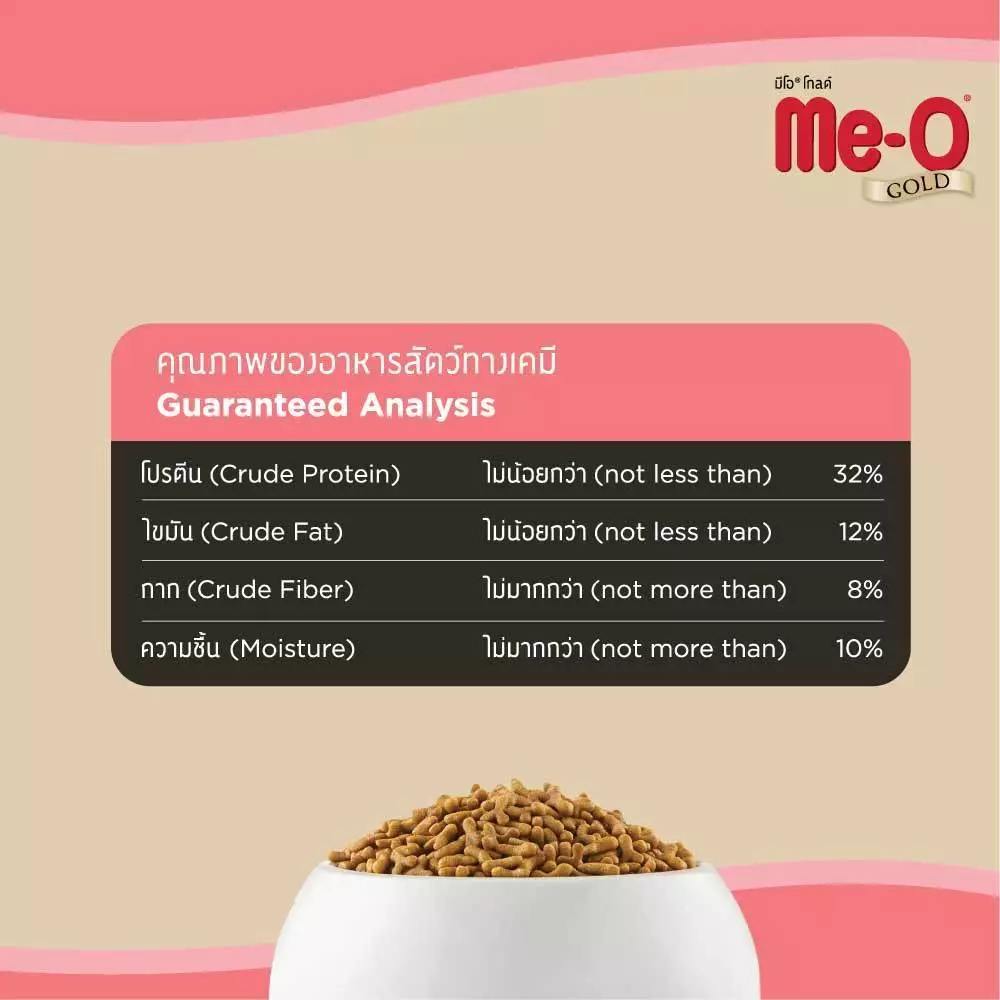 มีโอ® โกลด์
Me-O®
GOLD
คุณภาพของอาหารสัตว์ทางเคมี
Guaranteed Analysis
โปรตีน (Crude Protein) ไม่น้อยกว่า (not less than) 32%
ไขมัน (Crude Fat) ไม่น้อยกว่า (not less than) 12%
กาก (Crude Fiber) ไม่มากกว่า (not more than) 8%
ความชื้น (Moisture) ไม่มากกว่า (not more than) 10%